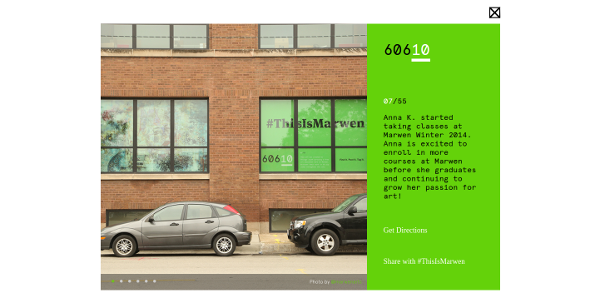 60610
#ThisIsMarwen
60610
Photo by
07/55
Anna K. started
taking classes at
Marwen Winter 2014.
Anna is excited to
enroll in more
courses at Marwen
before she graduates
and continuing to
grow her passion for
art!
Get Directions
Share with #ThisIsMarwen